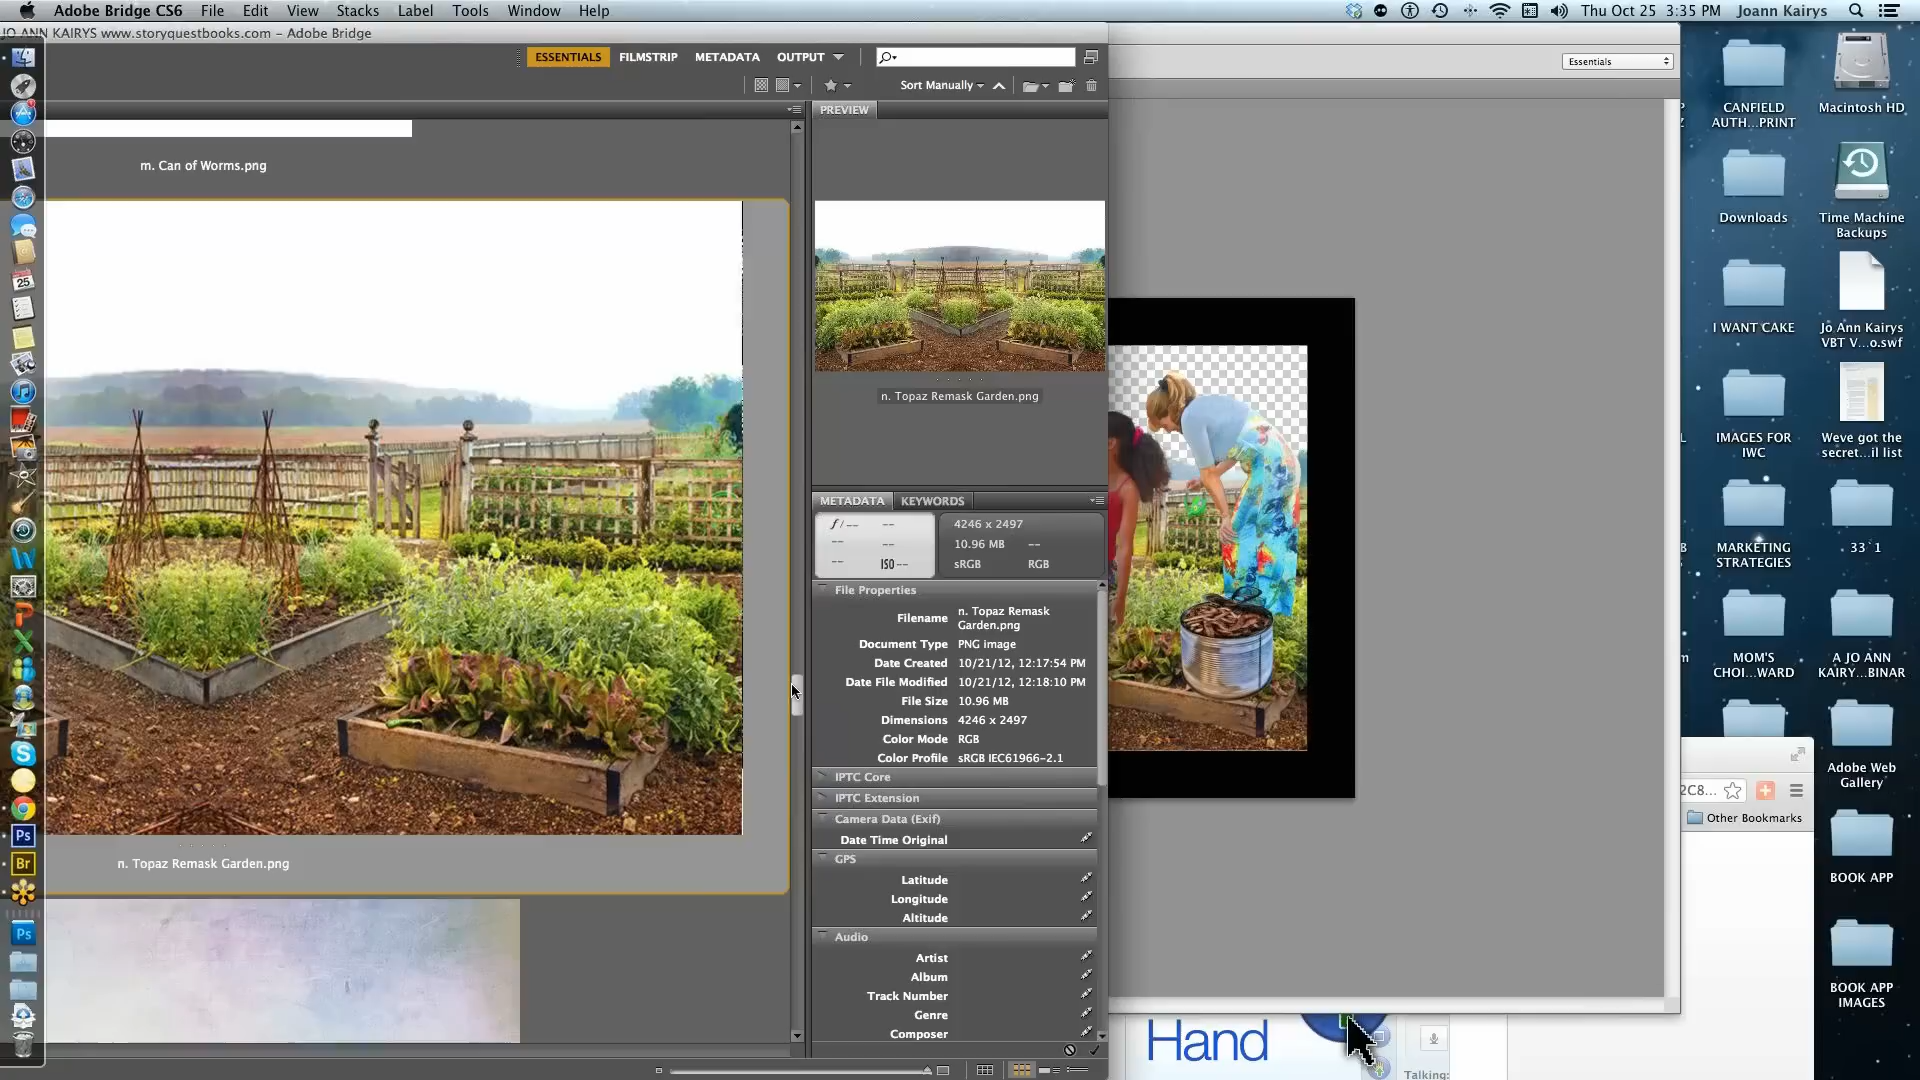 Adobe Bridge CS6 File Edit View Stacks Label Tools Window Help
Thu Oct 25 3:35 PM Joann Kairys
JO ANN KAIRYS www.storyquestbooks.com – Adobe Bridge
ESSENTIALS FILMSTRIP METADATA OUTPUT
Essentials
Sort Manually
PREVIEW
m. Can of Worms.png
n. Topaz Remask Garden.png
METADATA KEYWORDS
f/-- --
-- --
-- ISO --
4246 x 2497
10.96 MB --
sRGB RGB
File Properties
Filename n. Topaz Remask
Garden.png
Document Type PNG image
Date Created 10/21/12, 12:17:54 PM
Date File Modified 10/21/12, 12:18:10 PM
File Size 10.96 MB
Dimensions 4246 x 2497
Color Mode RGB
Color Profile sRGB IEC61966-2.1
IPTC Core
IPTC Extension
Camera Data (Exif)
Date Time Original
GPS
Latitude
Longitude
Altitude
Audio
Artist
Album
Track Number
Genre
Composer
n. Topaz Remask Garden.png
CANFIELD
AUTH...PRINT
Macintosh HD
Downloads
Time Machine
Backups
I WANT CAKE
Jo Ann Kairys
VBT V...o.swf
IMAGES FOR
IWC
Weve got the
secret...il list
MARKETING
STRATEGIES
33`1
MOM'S
CHOI...WARD
A JO ANN
KAIRY...BINAR
Adobe Web
Gallery
2C8...
Other Bookmarks
BOOK APP
BOOK APP
IMAGES
Hand
Talking:
25
W
P
X
S
Ps
Br
Ps